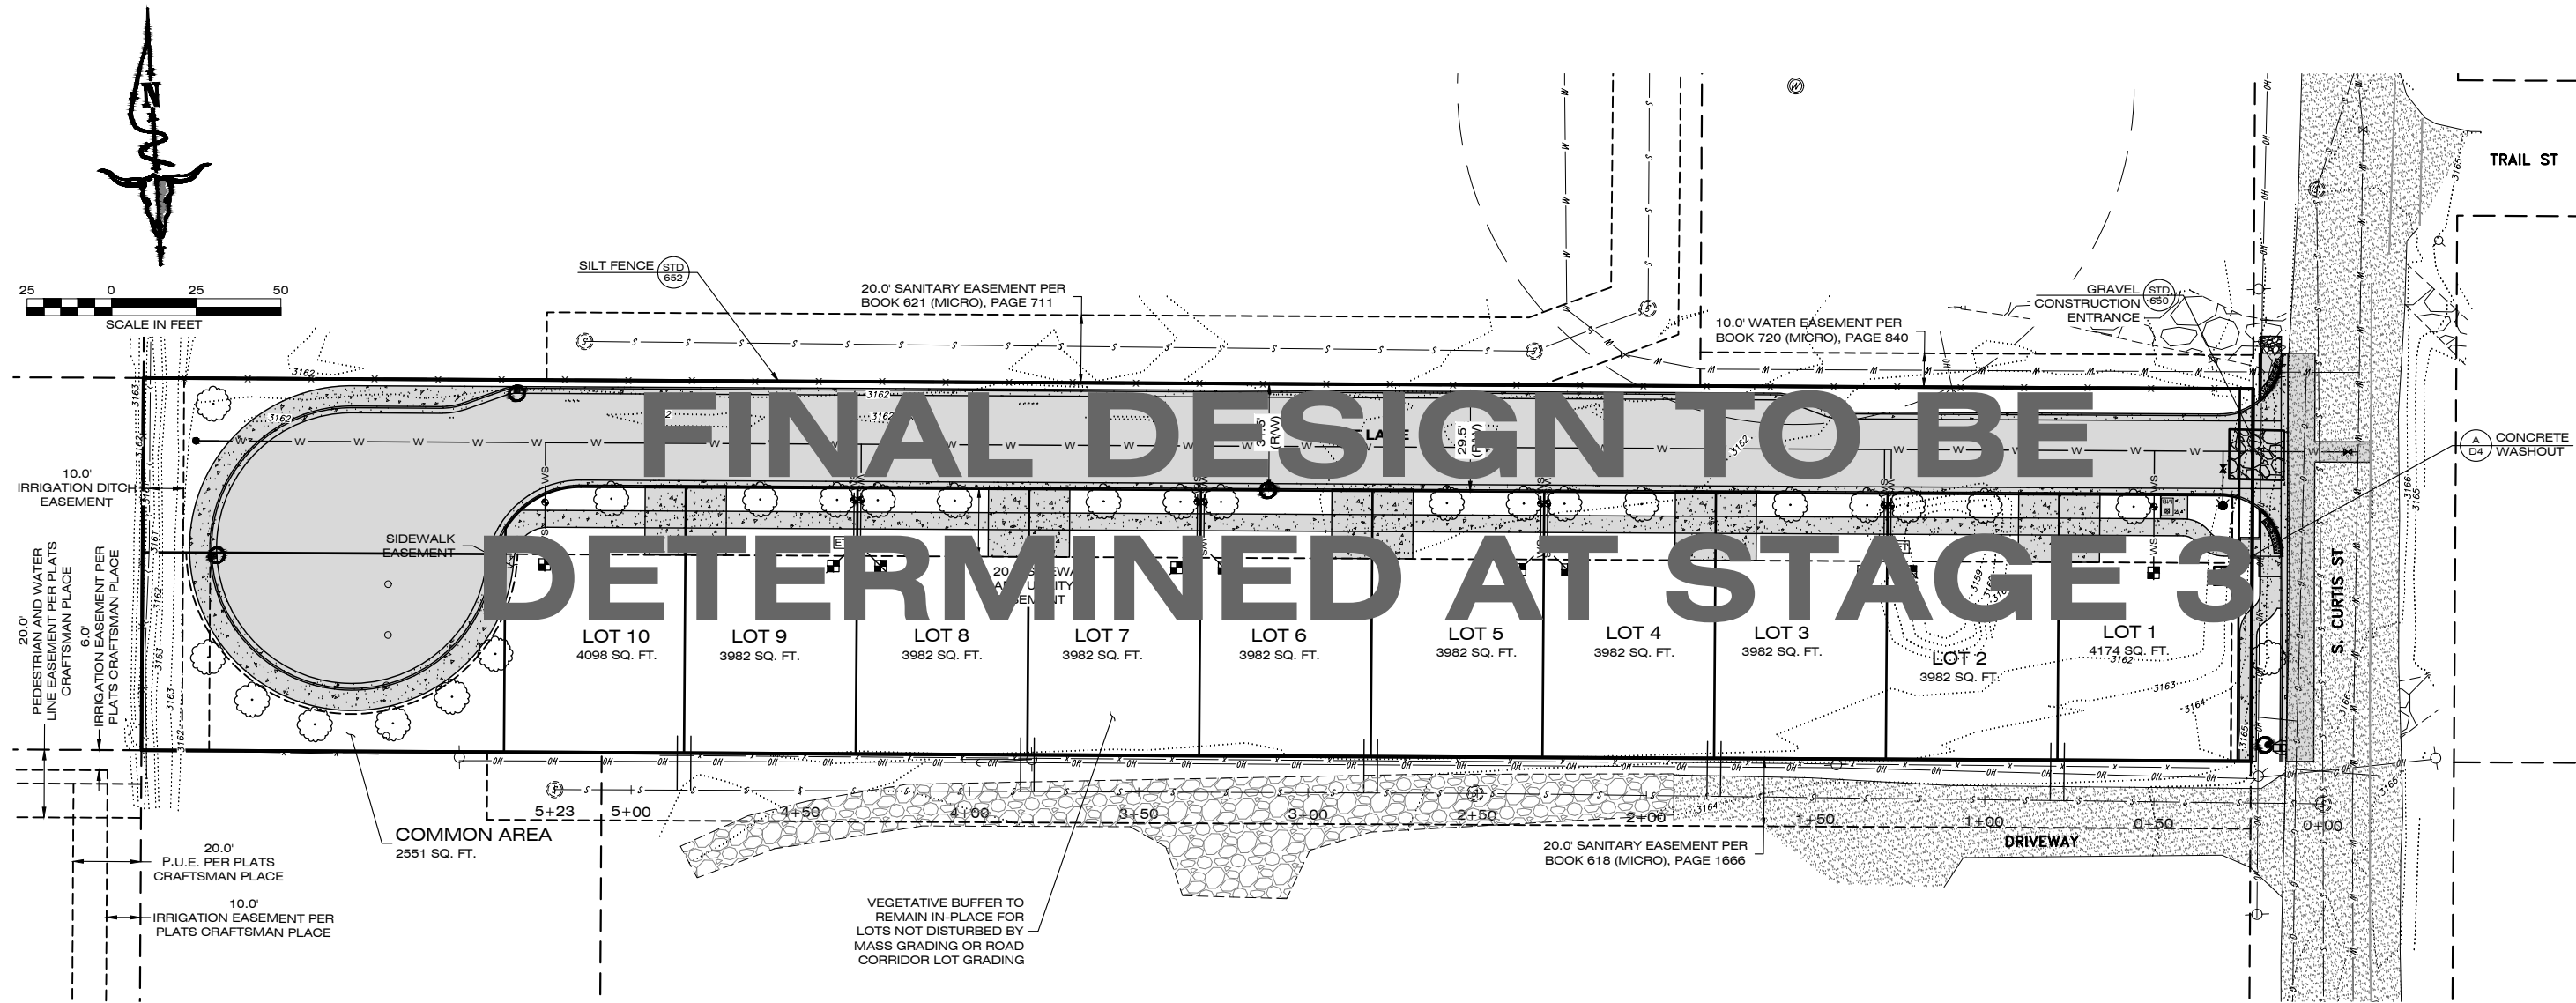 N
25 0 25 50
SCALE IN FEET
TRAIL ST
SILT FENCE
STD
652
20.0' SANITARY EASEMENT PER
BOOK 621 (MICRO), PAGE 711
10.0' WATER EASEMENT PER
BOOK 720 (MICRO), PAGE 840
GRAVEL
CONSTRUCTION
ENTRANCE
STD
650
A
D4
CONCRETE
WASHOUT
FINAL DESIGN TO BE
DETERMINED AT STAGE 3
LANE
(R/W)
29.5'
(R/W)
10.0'
IRRIGATION DITCH
EASEMENT
SIDEWALK
EASEMENT
20.0'
PEDESTRIAN AND WATER
LINE EASEMENT PER PLATS
CRAFTSMAN PLACE
6.0'
IRRIGATION EASEMENT PER
PLATS CRAFTSMAN PLACE
LOT 10
4098 SQ. FT.
LOT 9
3982 SQ. FT.
LOT 8
3982 SQ. FT.
LOT 7
3982 SQ. FT.
LOT 6
3982 SQ. FT.
LOT 5
3982 SQ. FT.
LOT 4
3982 SQ. FT.
LOT 3
3982 SQ. FT.
LOT 2
3982 SQ. FT.
LOT 1
4174 SQ. FT.
S. CURTIS ST
3162
3163
3164
3165
3166
3159
5+23 5+00 4+50 4+00 3+50 3+00 2+50 2+00 1+50 1+00 0+50 0+00
DRIVEWAY
COMMON AREA
2551 SQ. FT.
20.0'
P.U.E. PER PLATS
CRAFTSMAN PLACE
10.0'
IRRIGATION EASEMENT PER
PLATS CRAFTSMAN PLACE
20.0' SANITARY EASEMENT PER
BOOK 618 (MICRO), PAGE 1666
VEGETATIVE BUFFER TO
REMAIN IN-PLACE FOR
LOTS NOT DISTURBED BY
MASS GRADING OR ROAD
CORRIDOR LOT GRADING